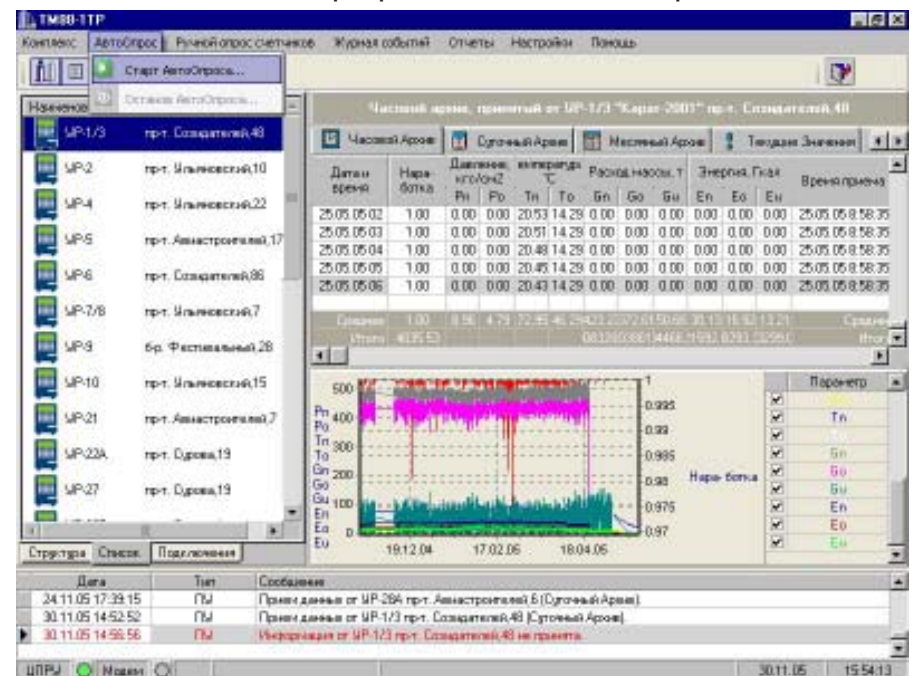 TM88-1TP
Комплекс АвтоОпрос Ручной опрос счетчиков Журнал событий Отчеты Настройки Помощь
Старт АвтоОпроса...
Останов АвтоОпроса...
Часовой архив, принятый от УР-1/3 "Карат-2001" пр-т. Созидателей,48
УР-1/3 пр-т. Созидателей,48
УР-2 пр-т. Ульяновский,10
УР-4 пр-т. Ульяновский,22
УР-5 пр-т. Авиастроителей,17
УР-6 пр-т. Созидателей,86
УР-7/8 пр-т. Ульяновский,7
УР-9 бр. Фестивальный,28
УР-10 пр-т. Ульяновский,15
УР-21 пр-т. Авиастроителей,7
УР-22А пр-т. Сурова,19
УР-27 пр-т. Сурова,19
Структура Список Подключения
Часовой Архив Суточный Архив Месячный Архив Текущие Значения
Дата и время Нара-ботка Давление, кгс/см2 Расход массы, т Энергия, Гкал Время приема
Pп Pо Tп Tо Gп Gо Gи Eп Eо Eи
25.05.05 02 1.00 0.00 0.00 20.53 14.29 0.00 0.00 0.00 0.00 0.00 0.00 25.05.05 8:58:35
25.05.05 03 1.00 0.00 0.00 20.51 14.29 0.00 0.00 0.00 0.00 0.00 0.00 25.05.05 8:58:35
25.05.05 04 1.00 0.00 0.00 20.48 14.29 0.00 0.00 0.00 0.00 0.00 0.00 25.05.05 8:58:35
25.05.05 05 1.00 0.00 0.00 20.45 14.29 0.00 0.00 0.00 0.00 0.00 0.00 25.05.05 8:58:35
25.05.05 06 1.00 0.00 0.00 20.43 14.29 0.00 0.00 0.00 0.00 0.00 0.00 25.05.05 8:58:35
Среднее 1.00
Итого
500
400
300
200
100
0
Pп
Pо
Tп
Tо
Gп
Gо
Gи
Eп
Eо
Eи
19.12.04 17.02.05 18.04.05
1
0.995
0.99
0.985
0.98
0.975
0.97
Нара- ботка
Параметр
Tп
Gп
Gо
Gи
Eп
Eо
Eи
Дата Тип Сообщение
24.11.05 17:39:15 ПУ Принял данные от УР-28А пр-т. Авиастроителей,6 (Суточный Архив).
30.11.05 14:52:52 ПУ Принял данные от УР-1/3 пр-т. Созидателей,48 (Суточный Архив).
30.11.05 14:56:56 ПУ Информация от УР-1/3 пр-т. Созидателей,48 не принята.
ЦПРУ Модем 30.11.05 15:54:13